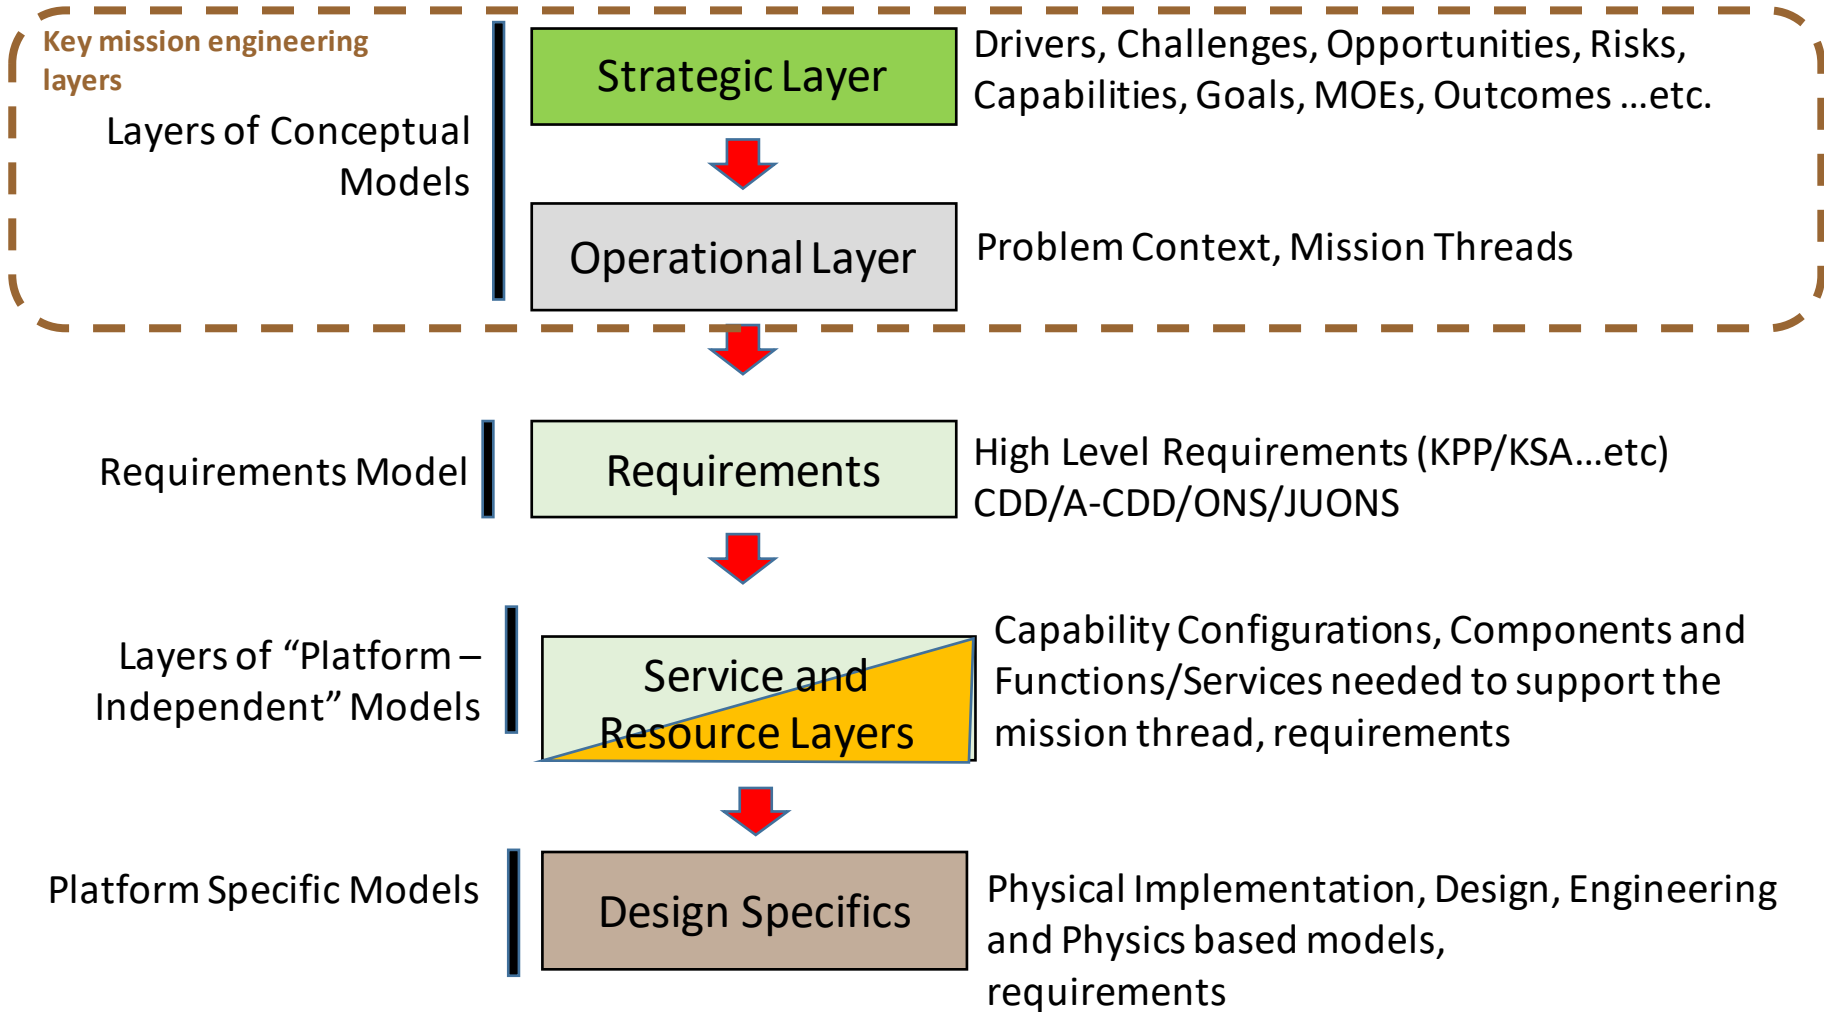 Key mission engineering
layers
Layers of Conceptual
Models
Strategic Layer
Drivers, Challenges, Opportunities, Risks,
Capabilities, Goals, MOEs, Outcomes ...etc.
Operational Layer
Problem Context, Mission Threads
Requirements Model
Requirements
High Level Requirements (KPP/KSA...etc)
CDD/A-CDD/ONS/JUONS
Layers of “Platform –
Independent” Models
Service and
Resource Layers
Capability Configurations, Components and
Functions/Services needed to support the
mission thread, requirements
Platform Specific Models
Design Specifics
Physical Implementation, Design, Engineering
and Physics based models,
requirements